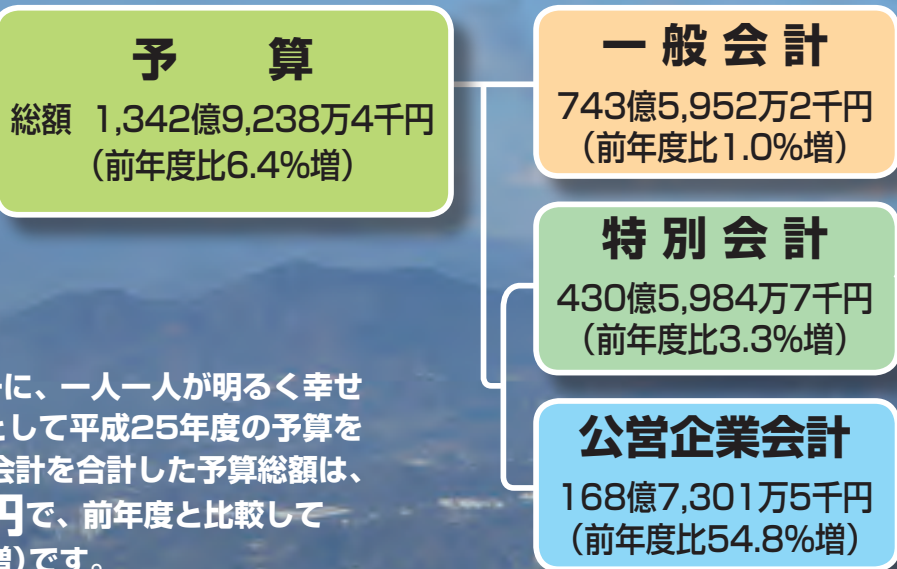 予　算
総額 1,342億9,238万4千円
（前年度比6.4%増）
一般会計
743億5,952万2千円
（前年度比1.0%増）
特別会計
430億5,984万7千円
（前年度比3.3%増）
公営企業会計
168億7,301万5千円
（前年度比54.8%増）
に、一人一人が明るく幸せ
として平成25年度の予算を
会計を合計した予算総額は、
円で、前年度と比較して
増）です。